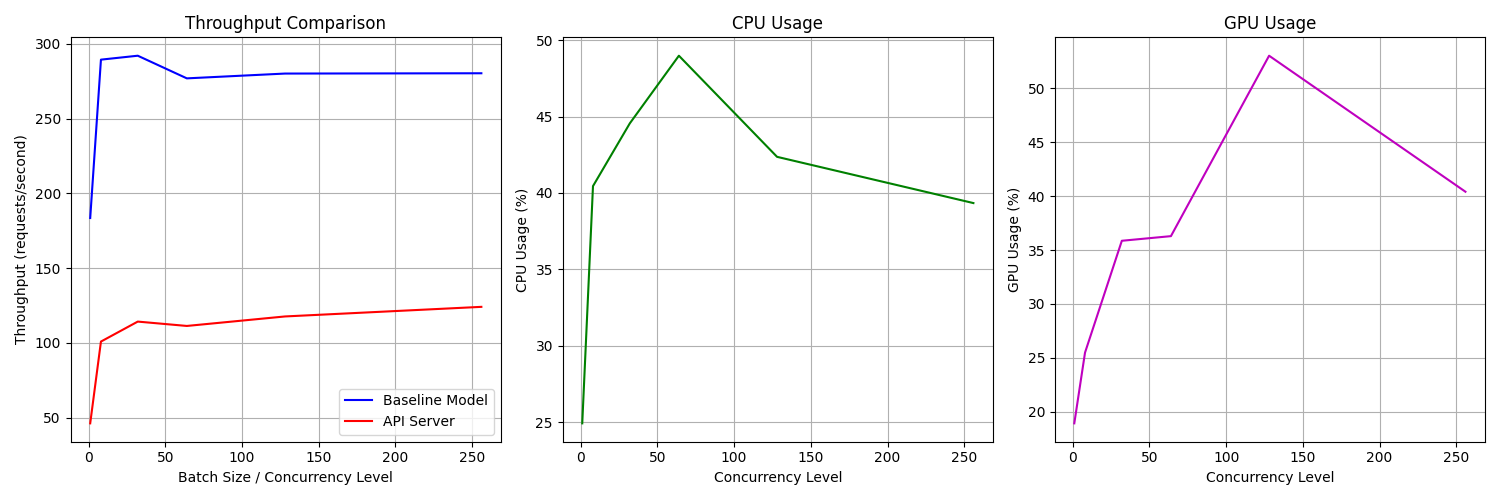 Throughput Comparison
Throughput (requests/second)
300
250
200
150
100
50
0 50 100 150 200 250
Batch Size / Concurrency Level
Baseline Model
API Server
CPU Usage
CPU Usage (%)
50
45
40
35
30
25
0 50 100 150 200 250
Concurrency Level
GPU Usage
GPU Usage (%)
50
45
40
35
30
25
20
0 50 100 150 200 250
Concurrency Level